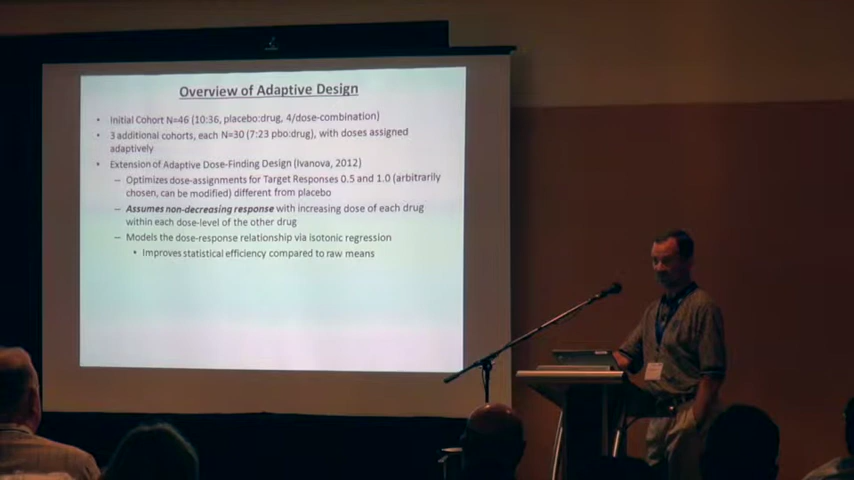 Overview of Adaptive Design
• Initial Cohort N=46 (10:36, placebo:drug, 4/dose-combination)
• 3 additional cohorts, each N=30 (7:23 pbo:drug), with doses assigned
adaptively
• Extension of Adaptive Dose-Finding Design (Ivanova, 2012)
– Optimizes dose-assignments for Target Responses 0.5 and 1.0 (arbitrarily
chosen, can be modified) different from placebo
– Assumes non-decreasing response with increasing dose of each drug
within each dose-level of the other drug
– Models the dose-response relationship via isotonic regression
• Improves statistical efficiency compared to raw means